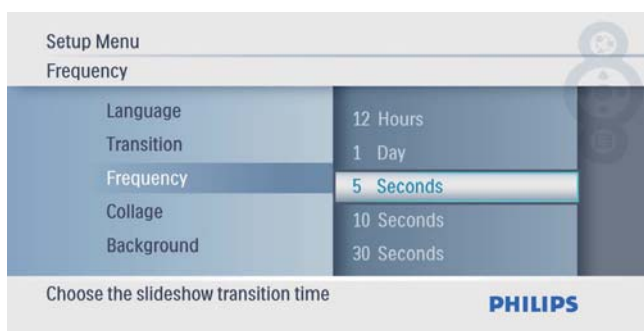 Setup Menu
Frequency
Language
Transition
Frequency
Collage
Background
12 Hours
1 Day
5 Seconds
10 Seconds
30 Seconds
Choose the slideshow transition time
PHILIPS